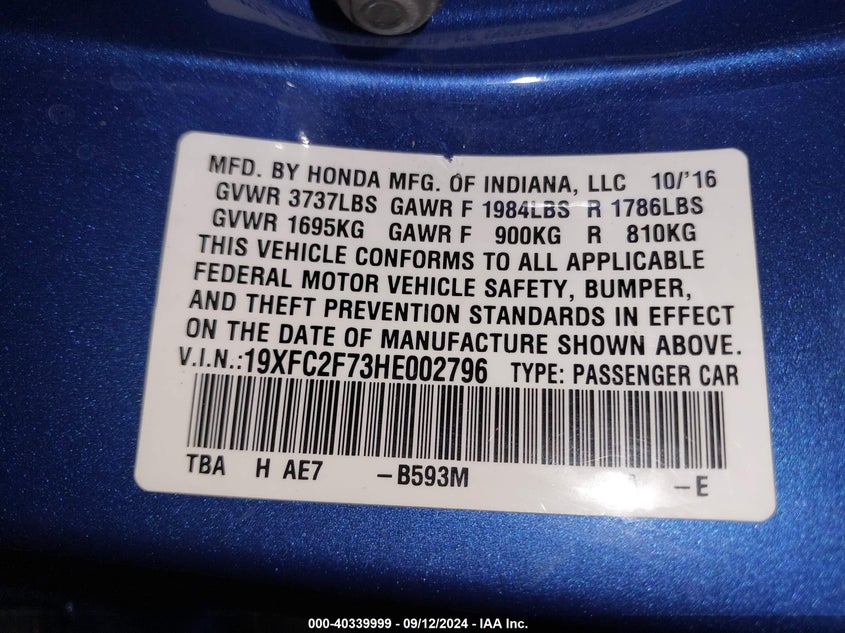 MFD. BY HONDA MFG. OF INDIANA, LLC 10/'16
GVWR 3737LBS GAWR F 1984LBS R 1786LBS
GVWR 1695KG GAWR F 900KG R 810KG
THIS VEHICLE CONFORMS TO ALL APPLICABLE
FEDERAL MOTOR VEHICLE SAFETY, BUMPER,
AND THEFT PREVENTION STANDARDS IN EFFECT
ON THE DATE OF MANUFACTURE SHOWN ABOVE.
V.I.N.:19XFC2F73HE002796 TYPE: PASSENGER CAR
TBA H AE7 -B593M -E
000-40339999 - 09/12/2024 - IAA Inc.